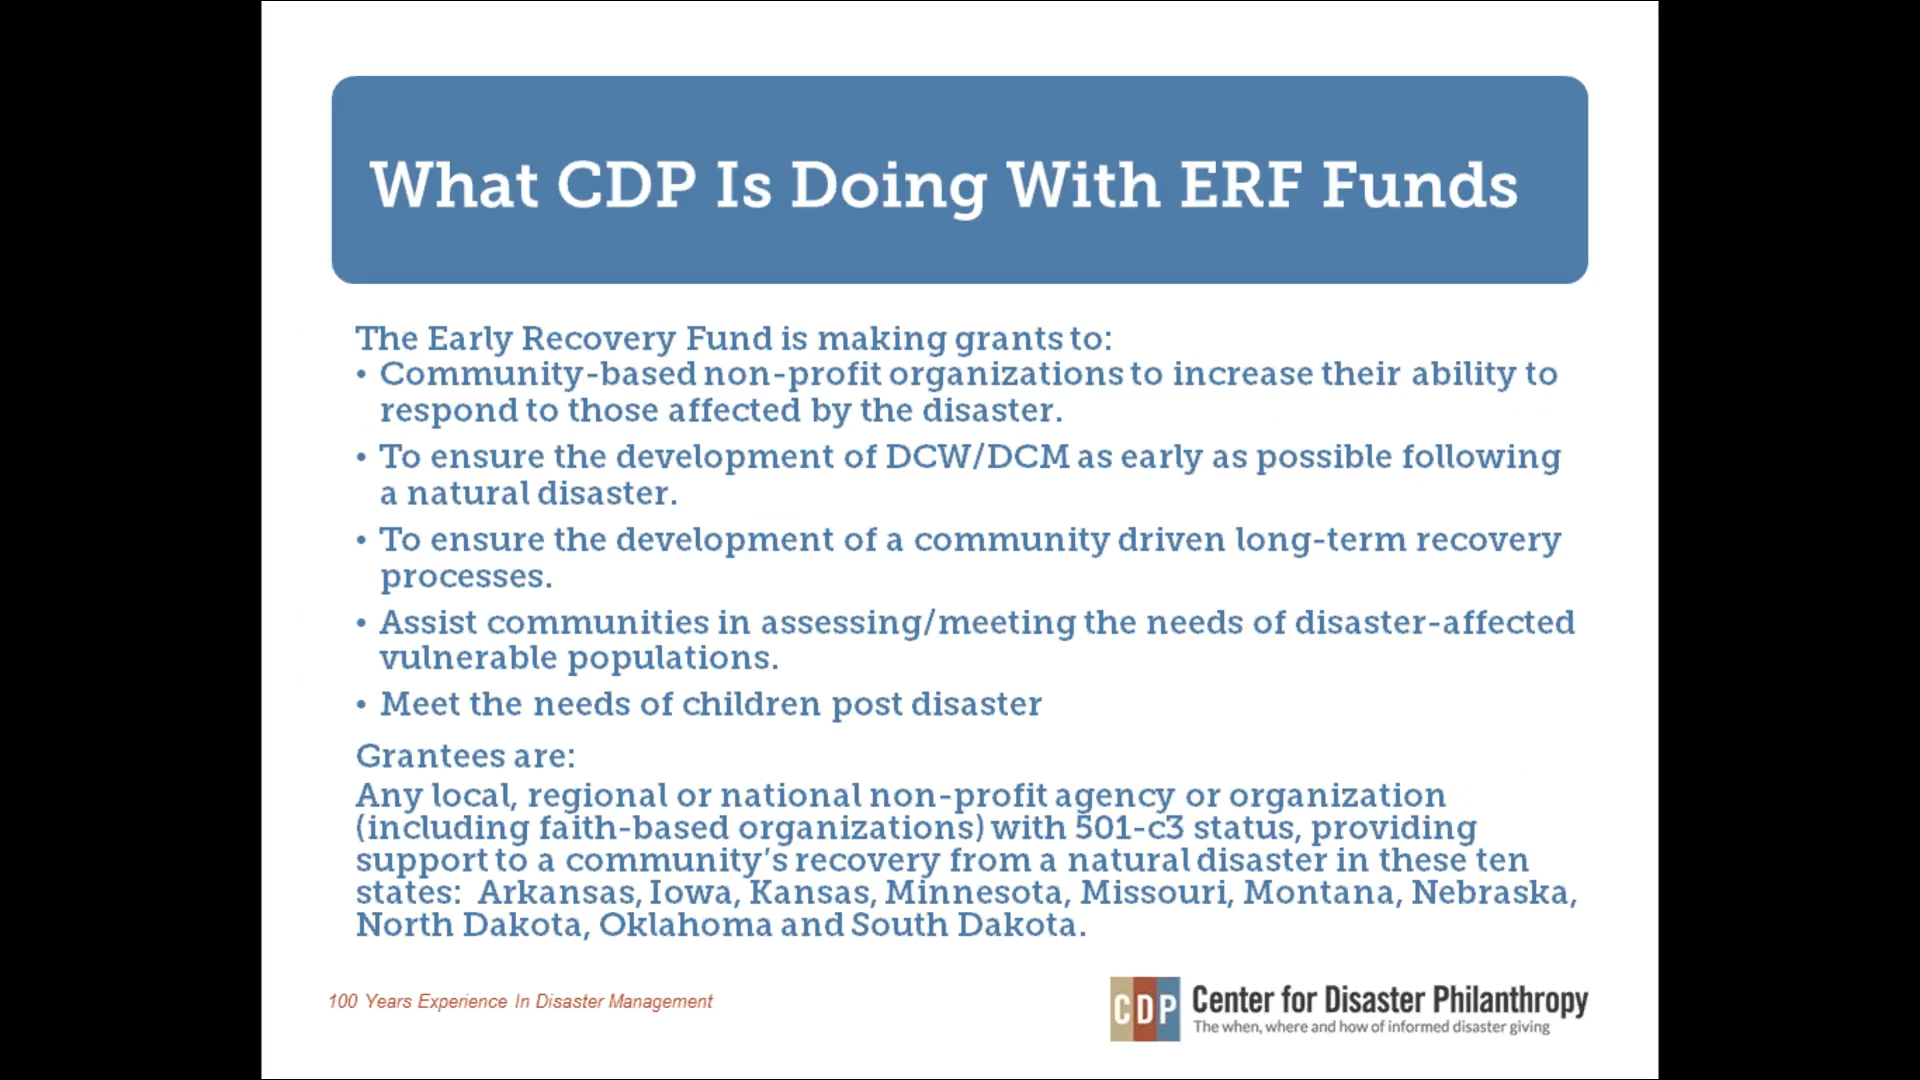 What CDP Is Doing With ERF Funds
The Early Recovery Fund is making grants to:
• Community-based non-profit organizations to increase their ability to
respond to those affected by the disaster.
• To ensure the development of DCW/DCM as early as possible following
a natural disaster.
• To ensure the development of a community driven long-term recovery
processes.
• Assist communities in assessing/meeting the needs of disaster-affected
vulnerable populations.
• Meet the needs of children post disaster
Grantees are:
Any local, regional or national non-profit agency or organization
(including faith-based organizations) with 501-c3 status, providing
support to a community’s recovery from a natural disaster in these ten
states:  Arkansas, Iowa, Kansas, Minnesota, Missouri, Montana, Nebraska,
North Dakota, Oklahoma and South Dakota.
100 Years Experience In Disaster Management
CDP
Center for Disaster Philanthropy
The when, where and how of informed disaster giving